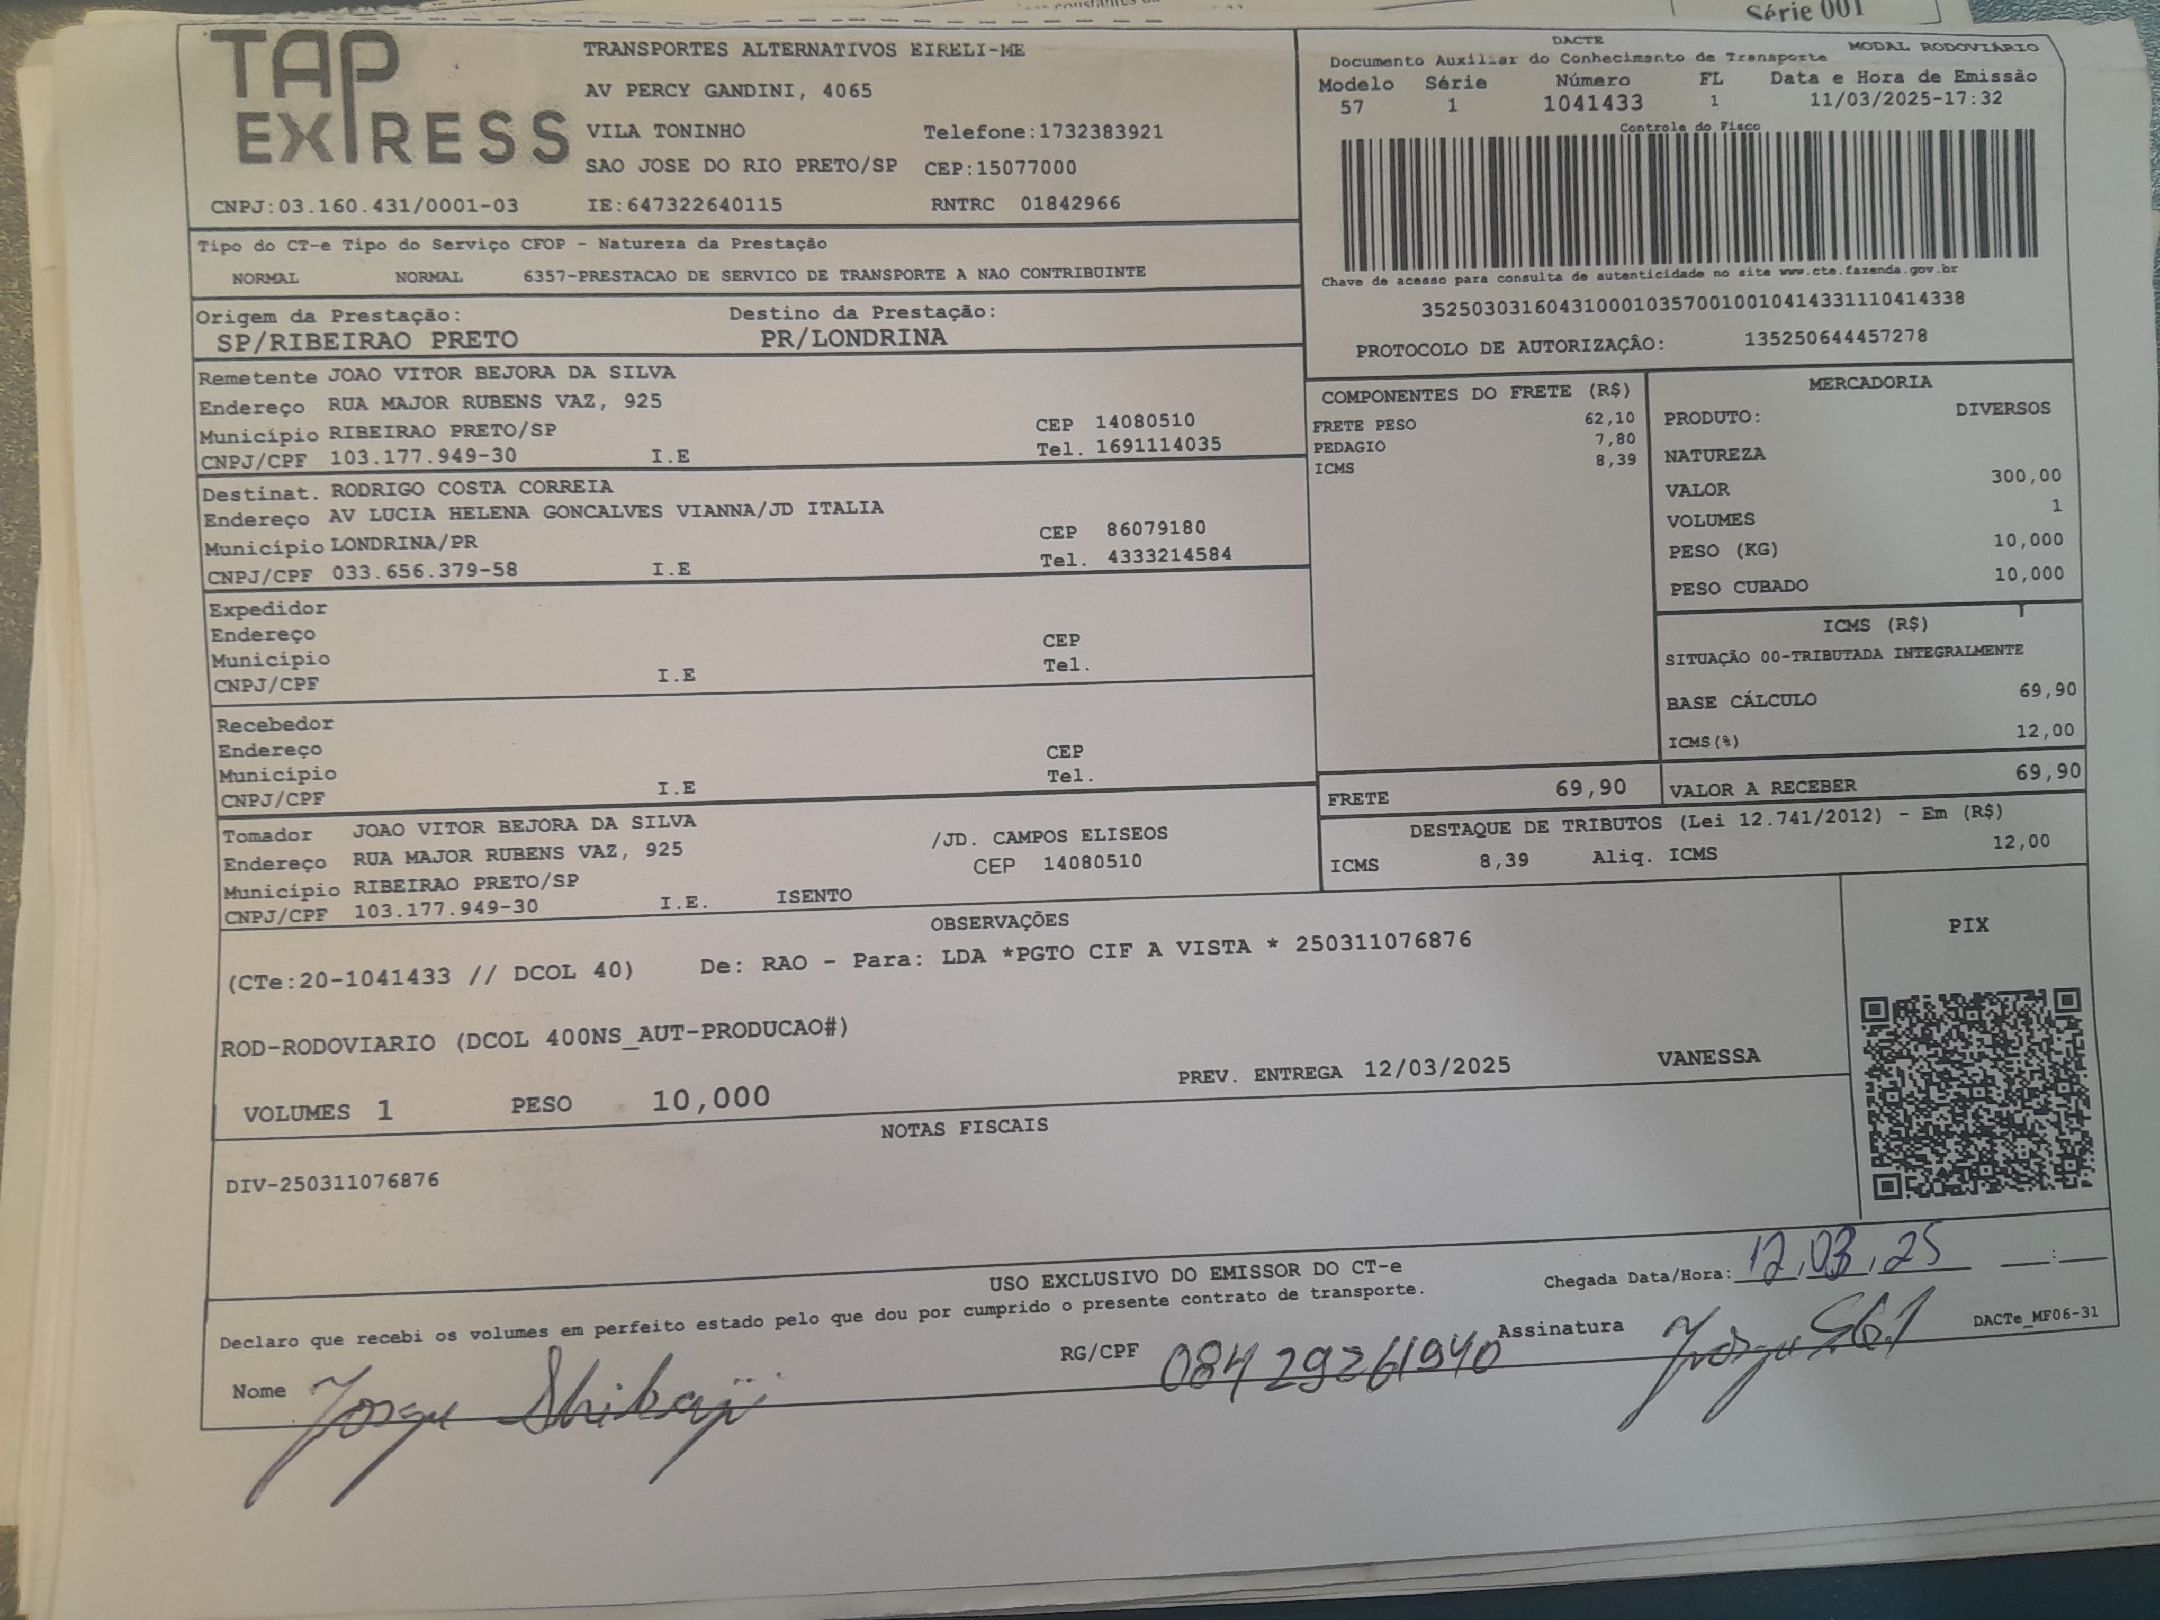 Série 001
TAP EXPRESS
TRANSPORTES ALTERNATIVOS EIRELI-ME
AV PERCY GANDINI, 4065
VILA TONINHO Telefone:1732383921
SAO JOSE DO RIO PRETO/SP CEP:15077000
CNPJ:03.160.431/0001-03 IE:647322640115 RNTRC 01842966
DACTE MODAL RODOVIÁRIO
Documento Auxiliar do Conhecimento de Transporte
Modelo Série Número FL Data e Hora de Emissão
57 1 1041433 1 11/03/2025-17:32
Controle do Fisco
Chave de acesso para consulta de autenticidade no site www.cte.fazenda.gov.br
35250303160431000103570010010414331110414338
PROTOCOLO DE AUTORIZAÇÃO: 135250644457278
Tipo do CT-e Tipo do Serviço CFOP - Natureza da Prestação
NORMAL NORMAL 6357-PRESTACAO DE SERVICO DE TRANSPORTE A NAO CONTRIBUINTE
Origem da Prestação: Destino da Prestação:
SP/RIBEIRAO PRETO PR/LONDRINA
Remetente JOAO VITOR BEJORA DA SILVA
Endereço RUA MAJOR RUBENS VAZ, 925
Município RIBEIRAO PRETO/SP CEP 14080510
CNPJ/CPF 103.177.949-30 I.E Tel. 1691114035
Destinat. RODRIGO COSTA CORREIA
Endereço AV LUCIA HELENA GONCALVES VIANNA/JD ITALIA
Município LONDRINA/PR CEP 86079180
CNPJ/CPF 033.656.379-58 I.E Tel. 4333214584
Expedidor
Endereço
Município CEP
CNPJ/CPF I.E Tel.
Recebedor
Endereço
Município CEP
CNPJ/CPF I.E Tel.
Tomador JOAO VITOR BEJORA DA SILVA
Endereço RUA MAJOR RUBENS VAZ, 925 /JD. CAMPOS ELISEOS
Município RIBEIRAO PRETO/SP CEP 14080510
CNPJ/CPF 103.177.949-30 I.E. ISENTO
COMPONENTES DO FRETE (R$)
FRETE PESO 62,10
PEDAGIO 7,80
ICMS 8,39
MERCADORIA
PRODUTO: DIVERSOS
NATUREZA
VALOR 300,00
VOLUMES 1
PESO (KG) 10,000
PESO CUBADO 10,000
ICMS (R$)
SITUAÇÃO 00-TRIBUTADA INTEGRALMENTE
BASE CÁLCULO 69,90
ICMS(%) 12,00
FRETE 69,90 VALOR A RECEBER 69,90
DESTAQUE DE TRIBUTOS (Lei 12.741/2012) - Em (R$)
ICMS 8,39 Aliq. ICMS 12,00
OBSERVAÇÕES
(CTe:20-1041433 // DCOL 40) De: RAO - Para: LDA *PGTO CIF A VISTA * 250311076876
ROD-RODOVIARIO (DCOL 400NS_AUT-PRODUCAO#)
PREV. ENTREGA 12/03/2025 VANESSA
VOLUMES 1 PESO 10,000
PIX
NOTAS FISCAIS
DIV-250311076876
USO EXCLUSIVO DO EMISSOR DO CT-e
Chegada Data/Hora: 12,03,25 __:__
Declaro que recebi os volumes em perfeito estado pelo que dou por cumprido o presente contrato de transporte.
DACTe_MF06-31
Nome Jorge Shibaji RG/CPF 08429261940 Assinatura